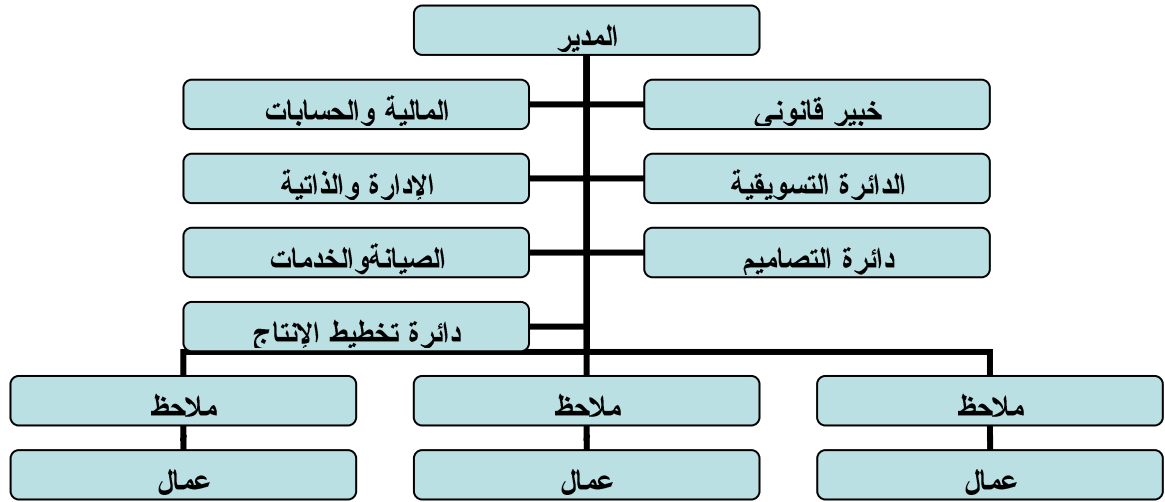 المدير
خبير قانوني
المالية والحسابات
الدائرة التسويقية
الإدارة والذاتية
دائرة التصاميم
الصيانةوالخدمات
دائرة تخطيط الإنتاج
ملاحظ
ملاحظ
ملاحظ
عمال
عمال
عمال